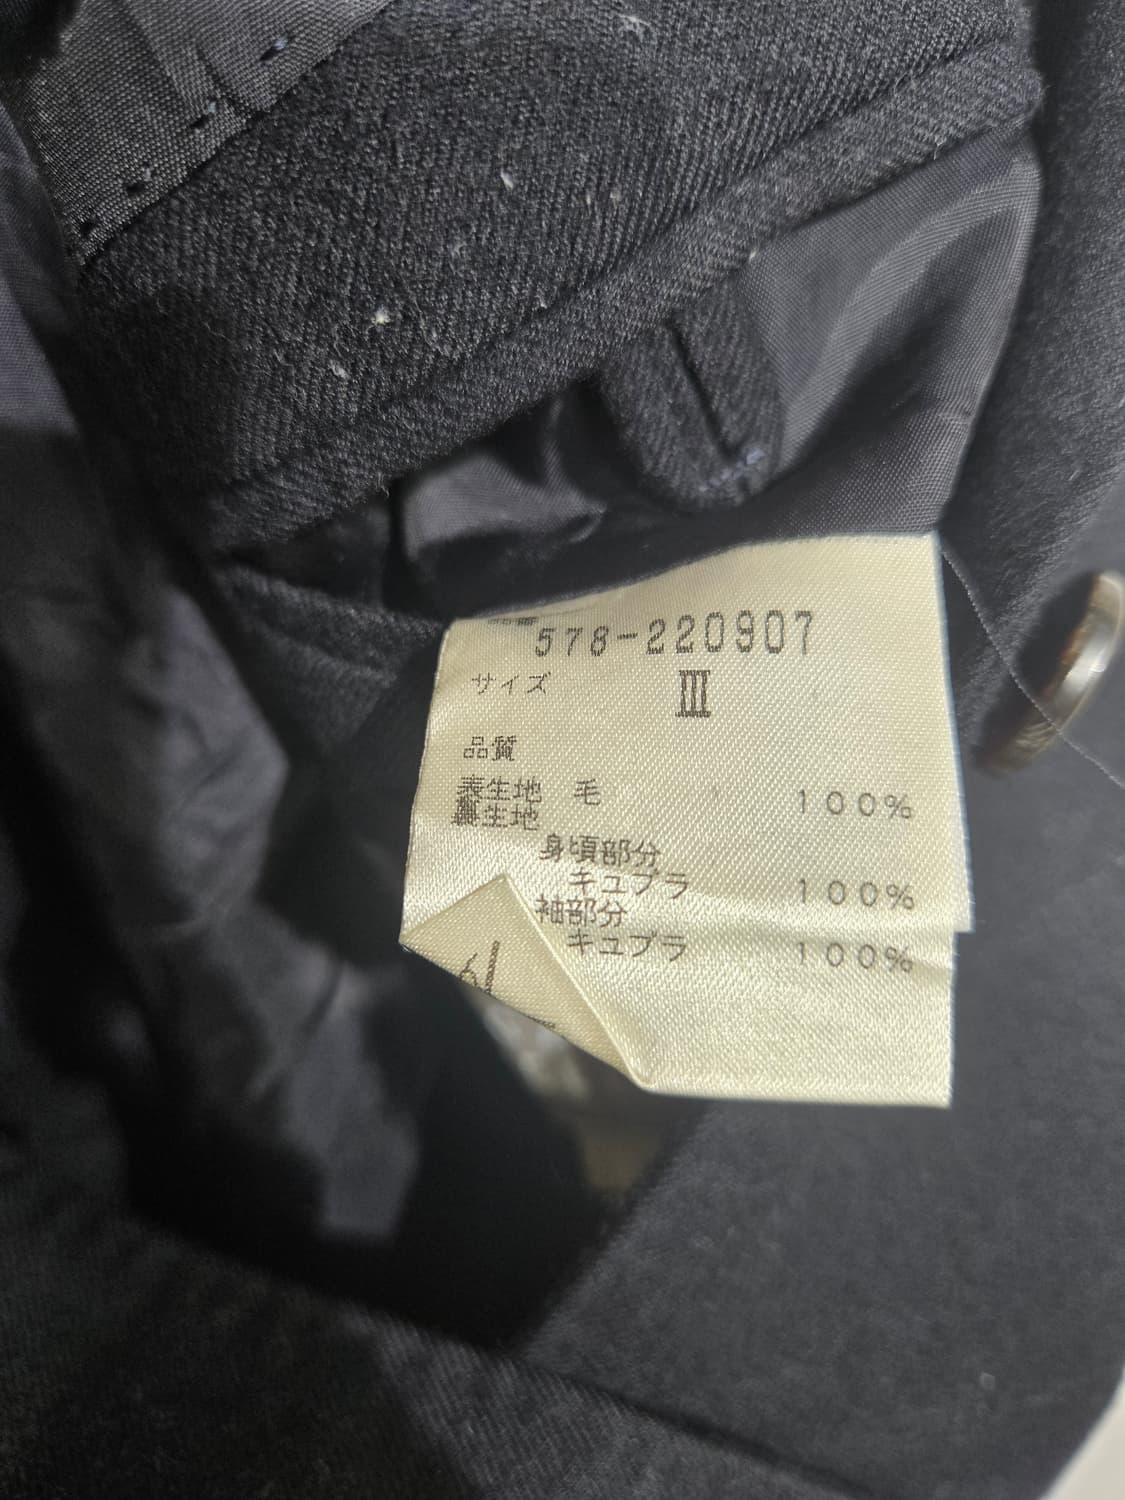 578-220907
サイズ Ⅲ
品質
表生地 毛 100%
裏生地
身頃部分
キュプラ 100%
袖部分
キュプラ 100%